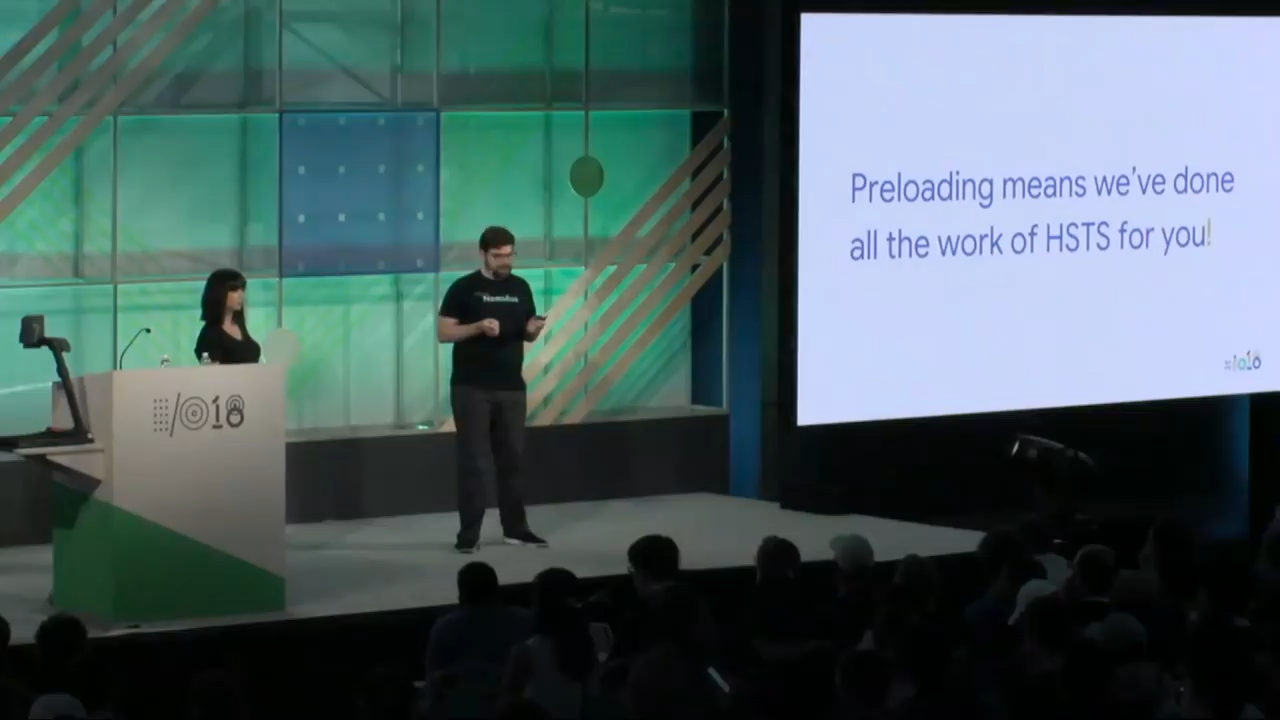 Preloading means we've done
all the work of HSTS for you!
#io18
I/O18